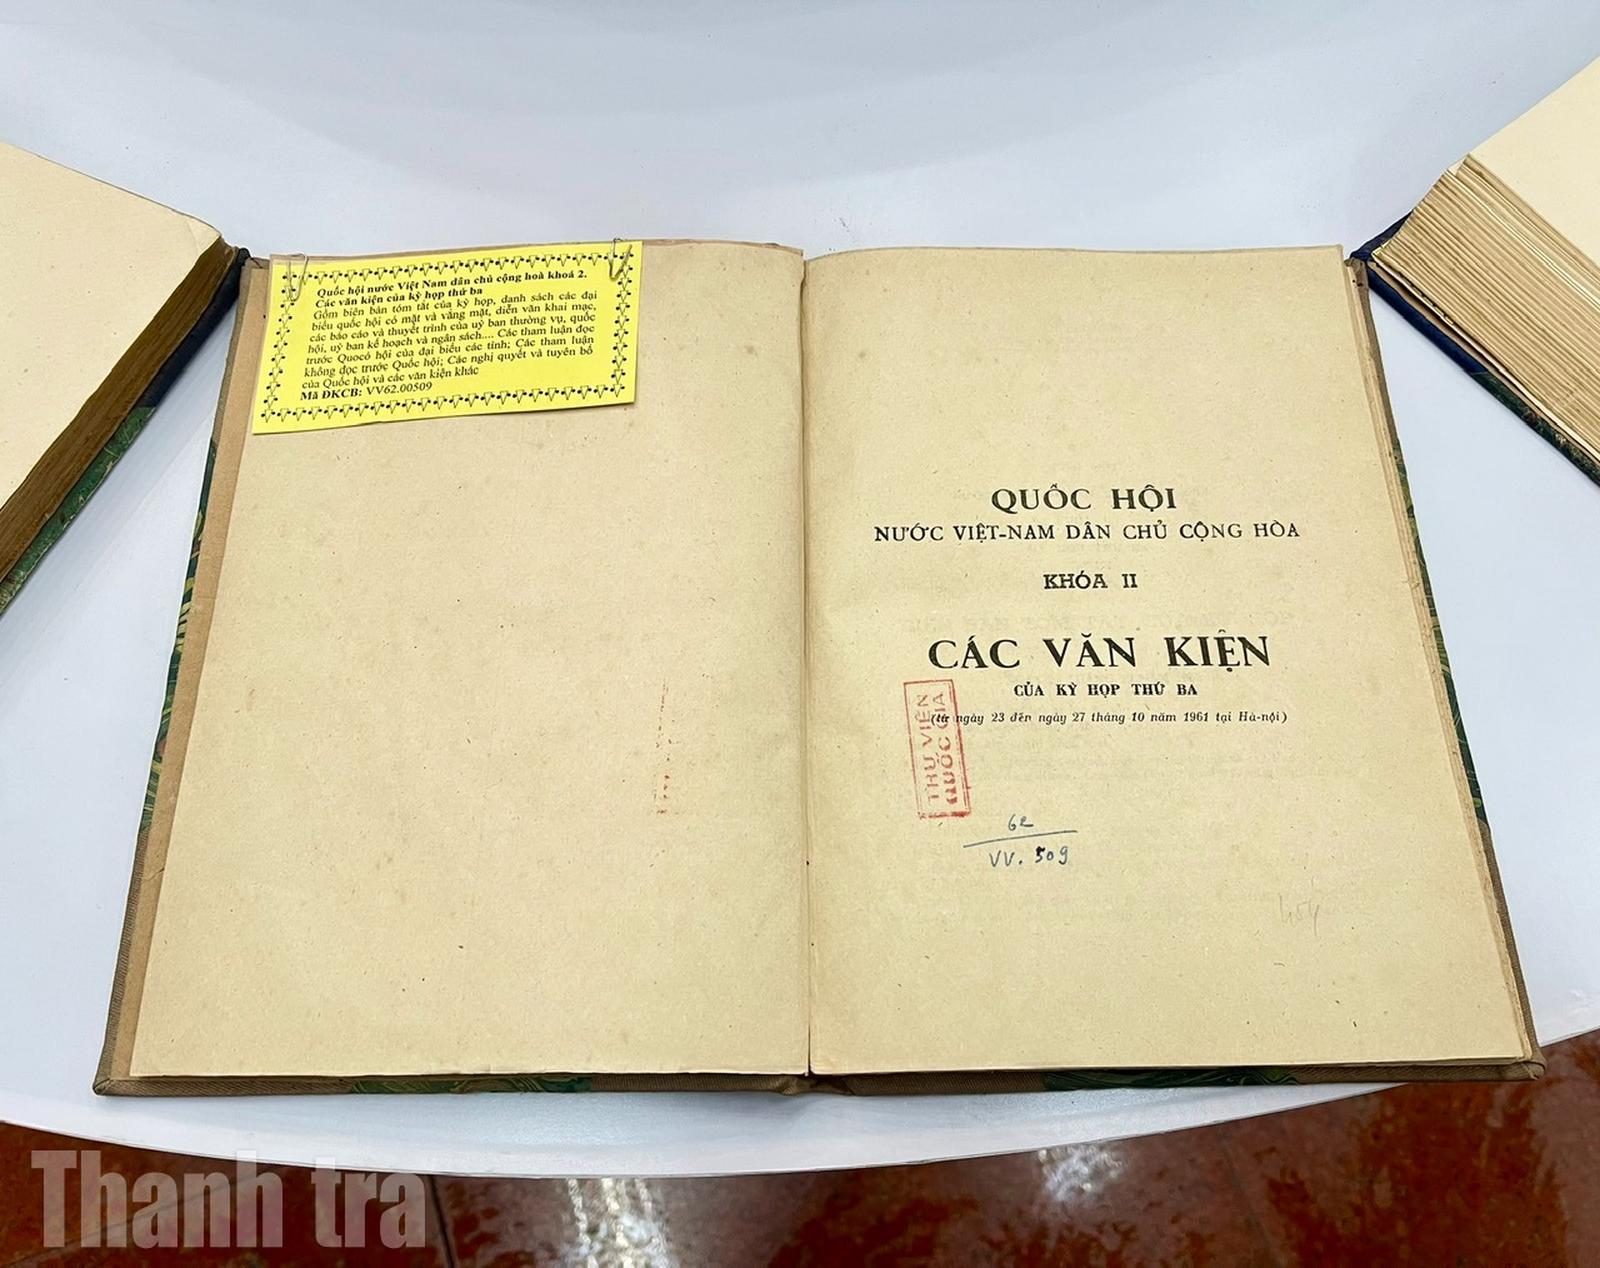 Quốc hội nước Việt Nam dân chủ cộng hoà khoá 2.
Các văn kiện của kỳ họp thứ ba
Gồm biên bản tóm tắt của kỳ họp, danh sách các đại
biểu quốc hội có mặt và vắng mặt, diễn văn khai mạc,
các báo cáo và thuyết trình của uỷ ban thường vụ, quốc
hội, uỷ ban kế hoạch và ngân sách.... Các tham luận đọc
trước Quocó hội của đại biểu các tỉnh; Các tham luận
không đọc trước Quốc hội; Các nghị quyết và tuyên bố
của Quốc hội và các văn kiện khác
Mã ĐKCB: VV62.00509
QUỐC HỘI
NƯỚC VIỆT-NAM DÂN CHỦ CỘNG HÒA
KHÓA II
CÁC VĂN KIỆN
CỦA KỲ HỌP THỨ BA
(từ ngày 23 đến ngày 27 tháng 10 năm 1961 tại Hà-nội)
THƯ VIỆN
QUỐC GIA
62
VV. 509
Thanh tra